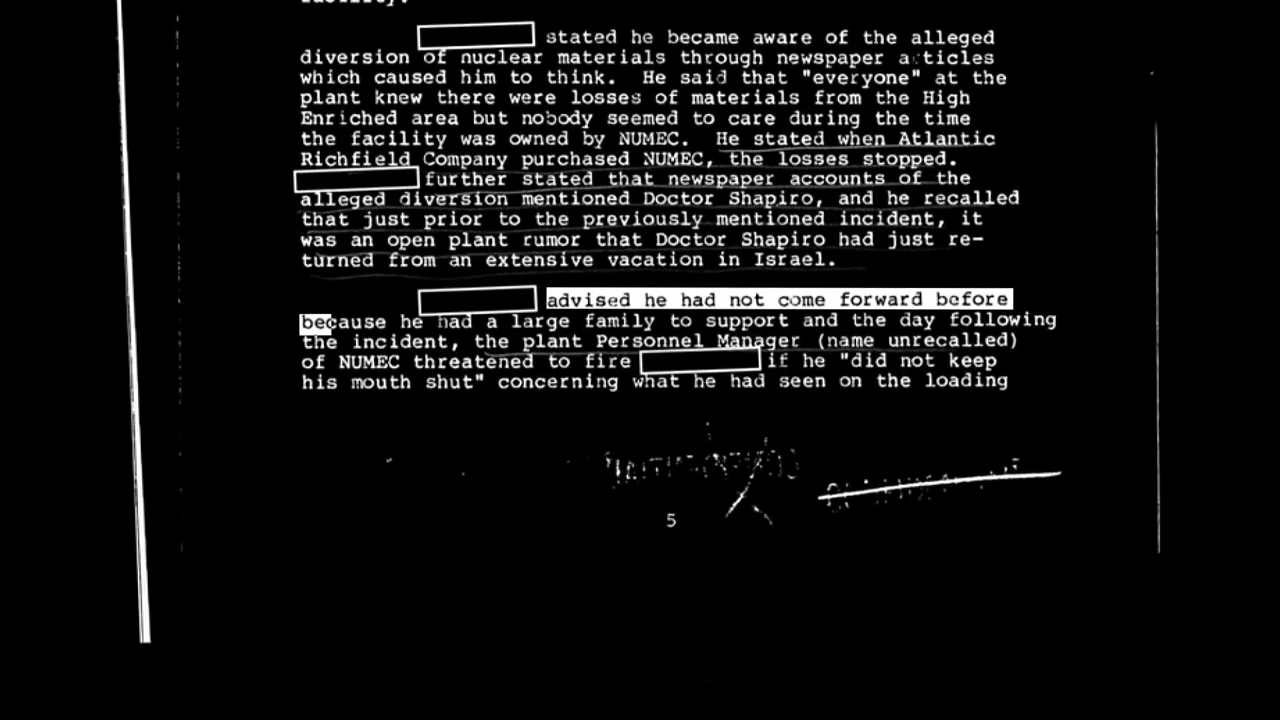 stated he became aware of the alleged
diversion of nuclear materials through newspaper articles
which caused him to think. He said that "everyone" at the
plant knew there were losses of materials from the High
Enriched area but nobody seemed to care during the time
the facility was owned by NUMEC. He stated when Atlantic
Richfield Company purchased NUMEC, the losses stopped.
further stated that newspaper accounts of the
alleged diversion mentioned Doctor Shapiro, and he recalled
that just prior to the previously mentioned incident, it
was an open plant rumor that Doctor Shapiro had just re-
turned from an extensive vacation in Israel.
advised he had not come forward before
because he had a large family to support and the day following
the incident, the plant Personnel Manager (name unrecalled)
of NUMEC threatened to fire if he "did not keep
his mouth shut" concerning what he had seen on the loading
5